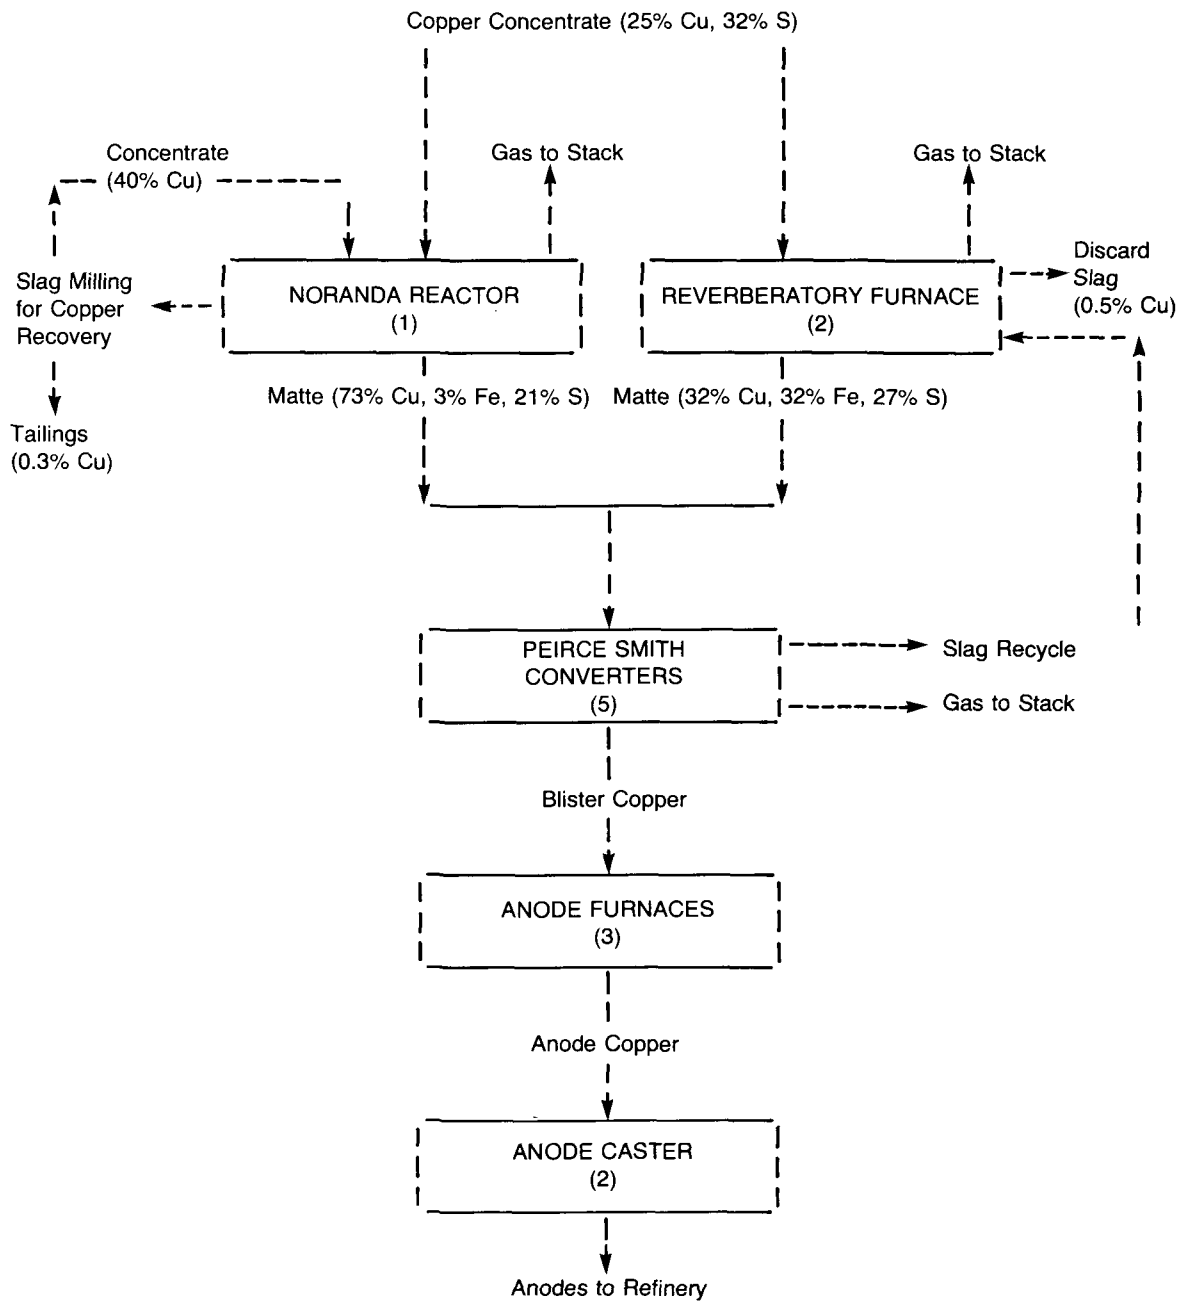 Copper Concentrate (25% Cu, 32% S)
Concentrate
(40% Cu)
Gas to Stack
Gas to Stack
Slag Milling
for Copper
Recovery
NORANDA REACTOR
(1)
REVERBERATORY FURNACE
(2)
Discard
Slag
(0.5% Cu)
Matte (73% Cu, 3% Fe, 21% S)
Matte (32% Cu, 32% Fe, 27% S)
Tailings
(0.3% Cu)
PEIRCE SMITH
CONVERTERS
(5)
Slag Recycle
Gas to Stack
Blister Copper
ANODE FURNACES
(3)
Anode Copper
ANODE CASTER
(2)
Anodes to Refinery